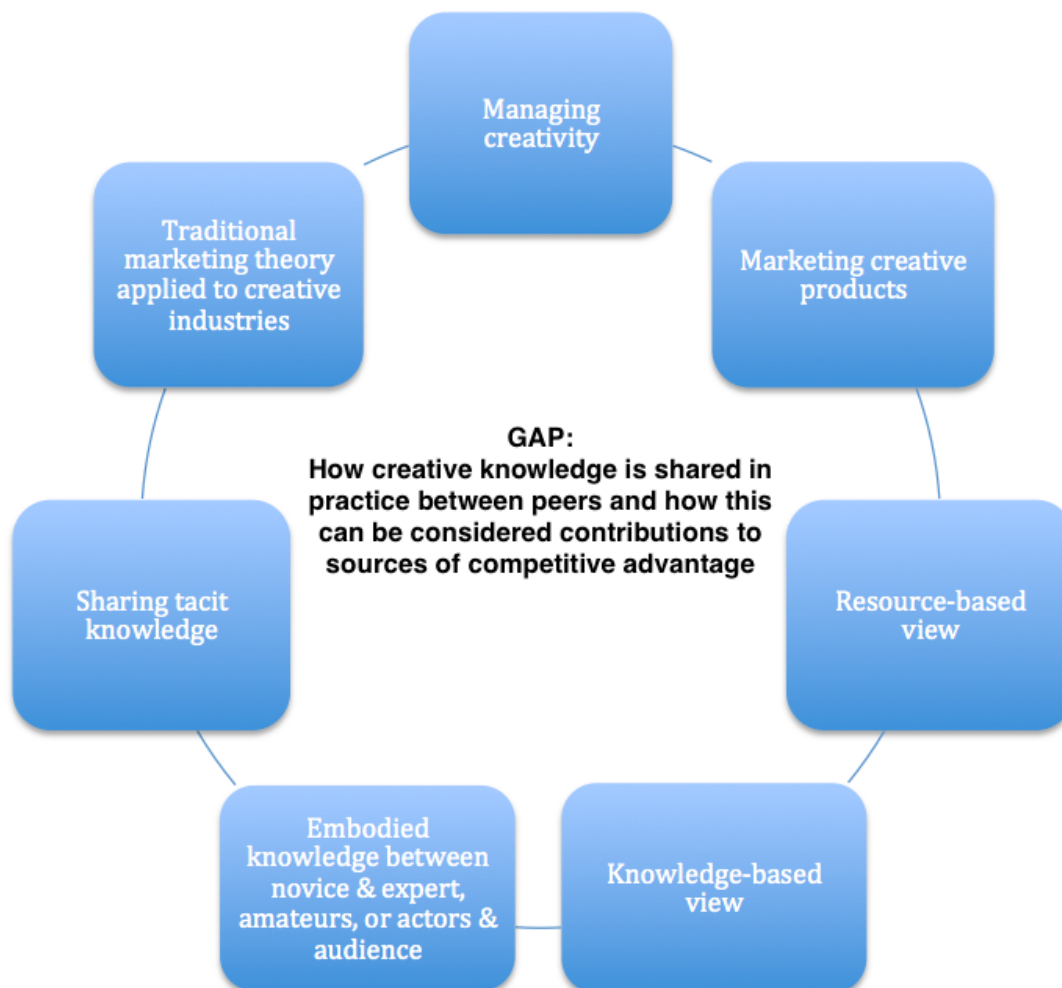 Managing
creativity
Traditional
marketing theory
applied to creative
industries
Marketing creative
products
GAP:
How creative knowledge is shared in
practice between peers and how this
can be considered contributions to
sources of competitive advantage
Sharing tacit
knowledge
Resource-based
view
Embodied
knowledge between
novice & expert,
amateurs, or actors &
audience
Knowledge-based
view